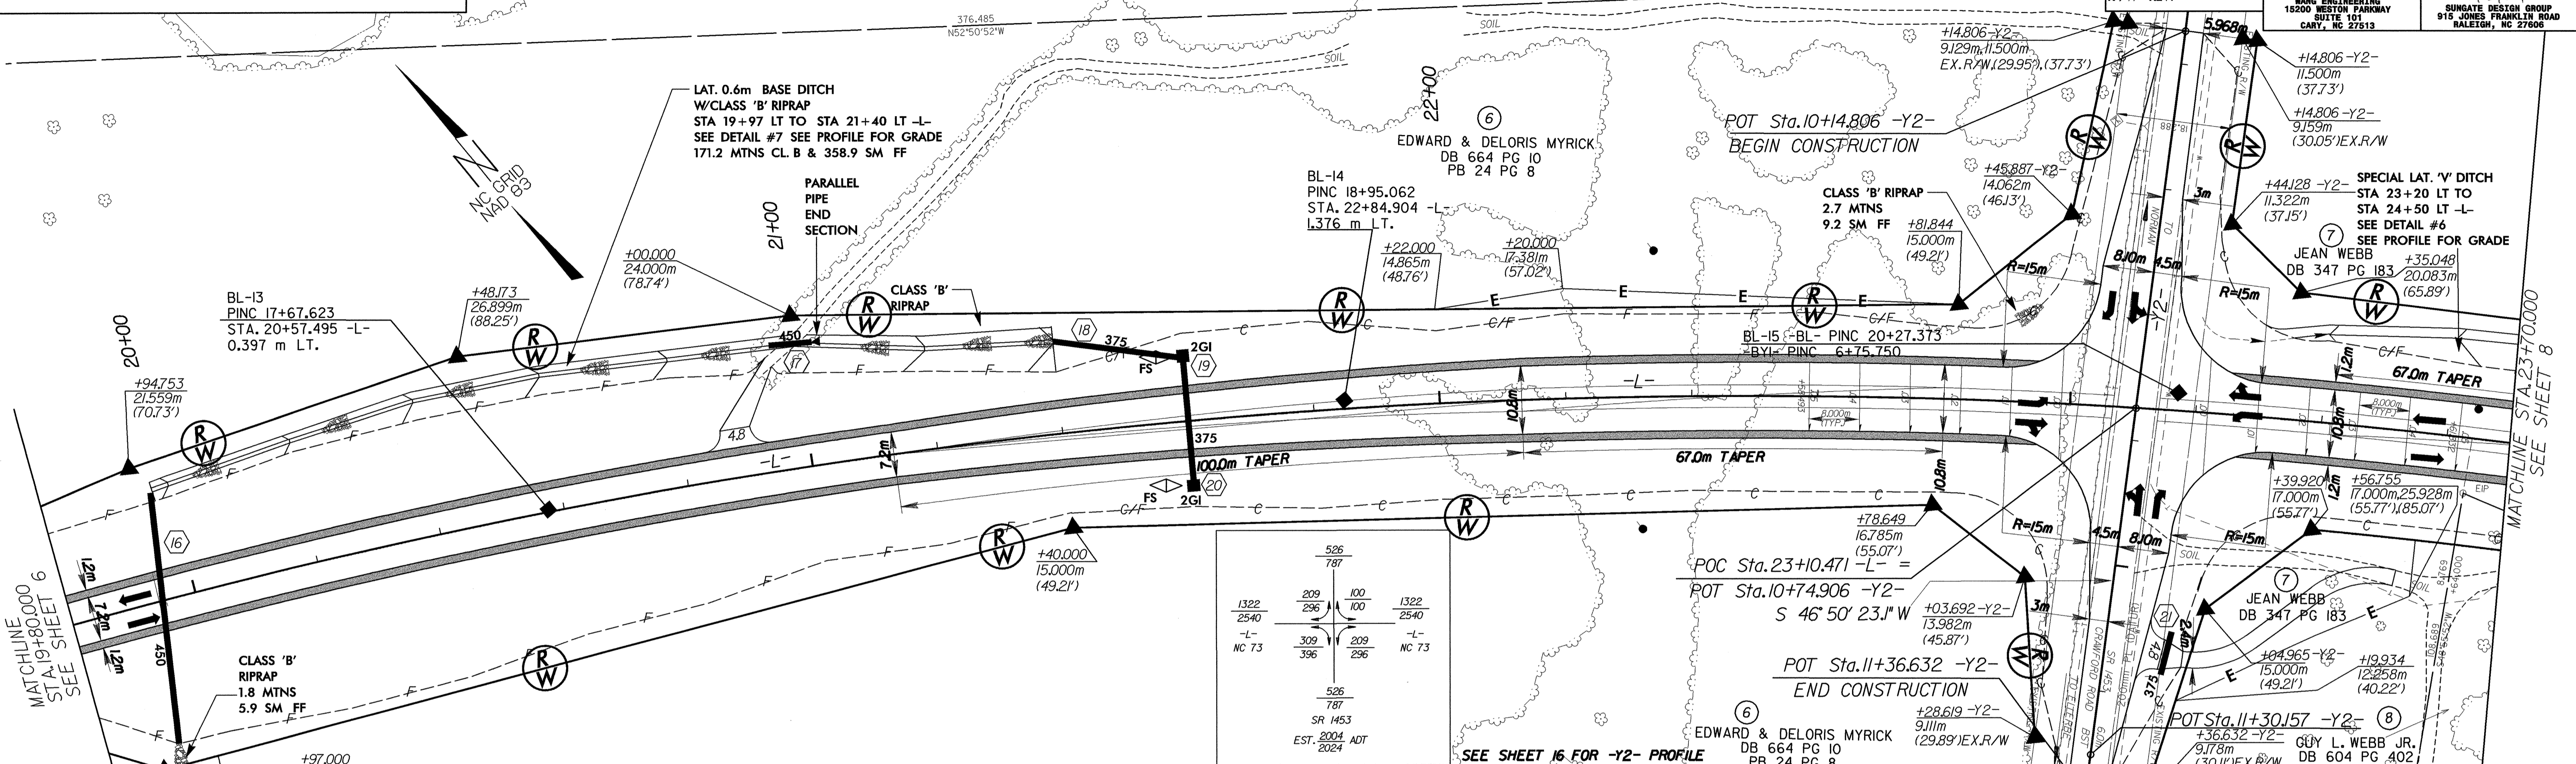 376.485
N52°50'52"W
SOIL
SOIL
WANG ENGINEERING
15200 WESTON PARKWAY
SUITE 101
CARY, NC 27513
SUNGATE DESIGN GROUP
915 JONES FRANKLIN ROAD
RALEIGH, NC 27606
NC GRID
NAD 83
LAT. 0.6m BASE DITCH
W/CLASS 'B' RIPRAP
STA 19+97 LT TO STA 21+40 LT -L-
SEE DETAIL #7 SEE PROFILE FOR GRADE
171.2 MTNS CL. B & 358.9 SM FF
PARALLEL
PIPE
END
SECTION
20+00
21+00
22+00
6
EDWARD & DELORIS MYRICK
DB 664 PG 10
PB 24 PG 8
+14.806 -Y2-
9.129m,11.500m
EX.R/W,(29.95'),(37.73')
5.968m
+14.806 -Y2-
11.500m
(37.73')
+14.806 -Y2-
9.159m
(30.05')EX.R/W
POT Sta.10+14.806 -Y2-
BEGIN CONSTRUCTION
18.288
BL-14
PINC 18+95.062
STA. 22+84.904 -L-
1.376 m LT.
CLASS 'B' RIPRAP
2.7 MTNS
9.2 SM FF
+45.887 -Y2-
14.062m
(46.13')
+81.844
15.000m
(49.21')
+44.128 -Y2-
11.322m
(37.15')
SPECIAL LAT. 'V' DITCH
STA 23+20 LT TO
STA 24+50 LT -L-
SEE DETAIL #6
SEE PROFILE FOR GRADE
7
JEAN WEBB
DB 347 PG 183
+35.048
20.083m
(65.89')
BL-13
PINC 17+67.623
STA. 20+57.495 -L-
0.397 m LT.
+94.753
21.559m
(70.73')
+48.173
26.899m
(88.25')
+00.000
24.000m
(78.74')
CLASS 'B'
RIPRAP
+22.000
14.865m
(48.76')
+20.000
17.381m
(57.02')
BL-15 -BL- PINC 20+27.373
-BY1- PINC 6+75.750
R=15m
8.10m
4.5m
3m
R=15m
-Y2-
NORMAN
TO
450
17
18
375
2GI
19
FS
375
20
2GI
FS
4.8
-L-
-L-
7.2m
100.0m TAPER
10.8m
67.0m TAPER
10.8m
8.000m
(TYP.)
8.000m
(TYP.)
1.2m
67.0m TAPER
10.8m
1.2m
MATCHLINE STA.23+70.000
SEE SHEET 8
MATCHLINE
STA.19+80.000
SEE SHEET 6
16
450
1.2m
7.2m
1.2m
CLASS 'B'
RIPRAP
1.8 MTNS
5.9 SM FF
+97.000
+40.000
15.000m
(49.21')
526
787
209
296
100
100
1322
2540
1322
2540
-L-
NC 73
-L-
NC 73
309
396
209
296
526
787
SR 1453
EST. 2004 ADT
2024
+78.649
16.785m
(55.07')
POC Sta.23+10.471 -L- =
POT Sta.10+74.906 -Y2-
S 46° 50' 23.1" W
+03.692 -Y2-
13.982m
(45.87')
POT Sta.11+36.632 -Y2-
END CONSTRUCTION
+28.619 -Y2-
9.111m
(29.89')EX.R/W
6
EDWARD & DELORIS MYRICK
DB 664 PG 10
PB 24 PG 8
SEE SHEET 16 FOR -Y2- PROFILE
R=15m
4.5m
8.10m
R=15m
3m
2.4m
21
375
48
SR 1453
CRAWFORD ROAD
BST
+39.920
17.000m
(55.77')
+56.755
17.000m,25.928m
(55.77'),(85.07')
EIP
SOIL
SOIL
7
JEAN WEBB
DB 347 PG 183
+04.965 -Y2-
15.000m
(49.21')
+19.934
12.258m
(40.22')
POT Sta.11+30.157 -Y2-
+36.632 -Y2-
9.178m
(30.11')EX.R/W
8
GUY L. WEBB JR.
DB 604 PG 402